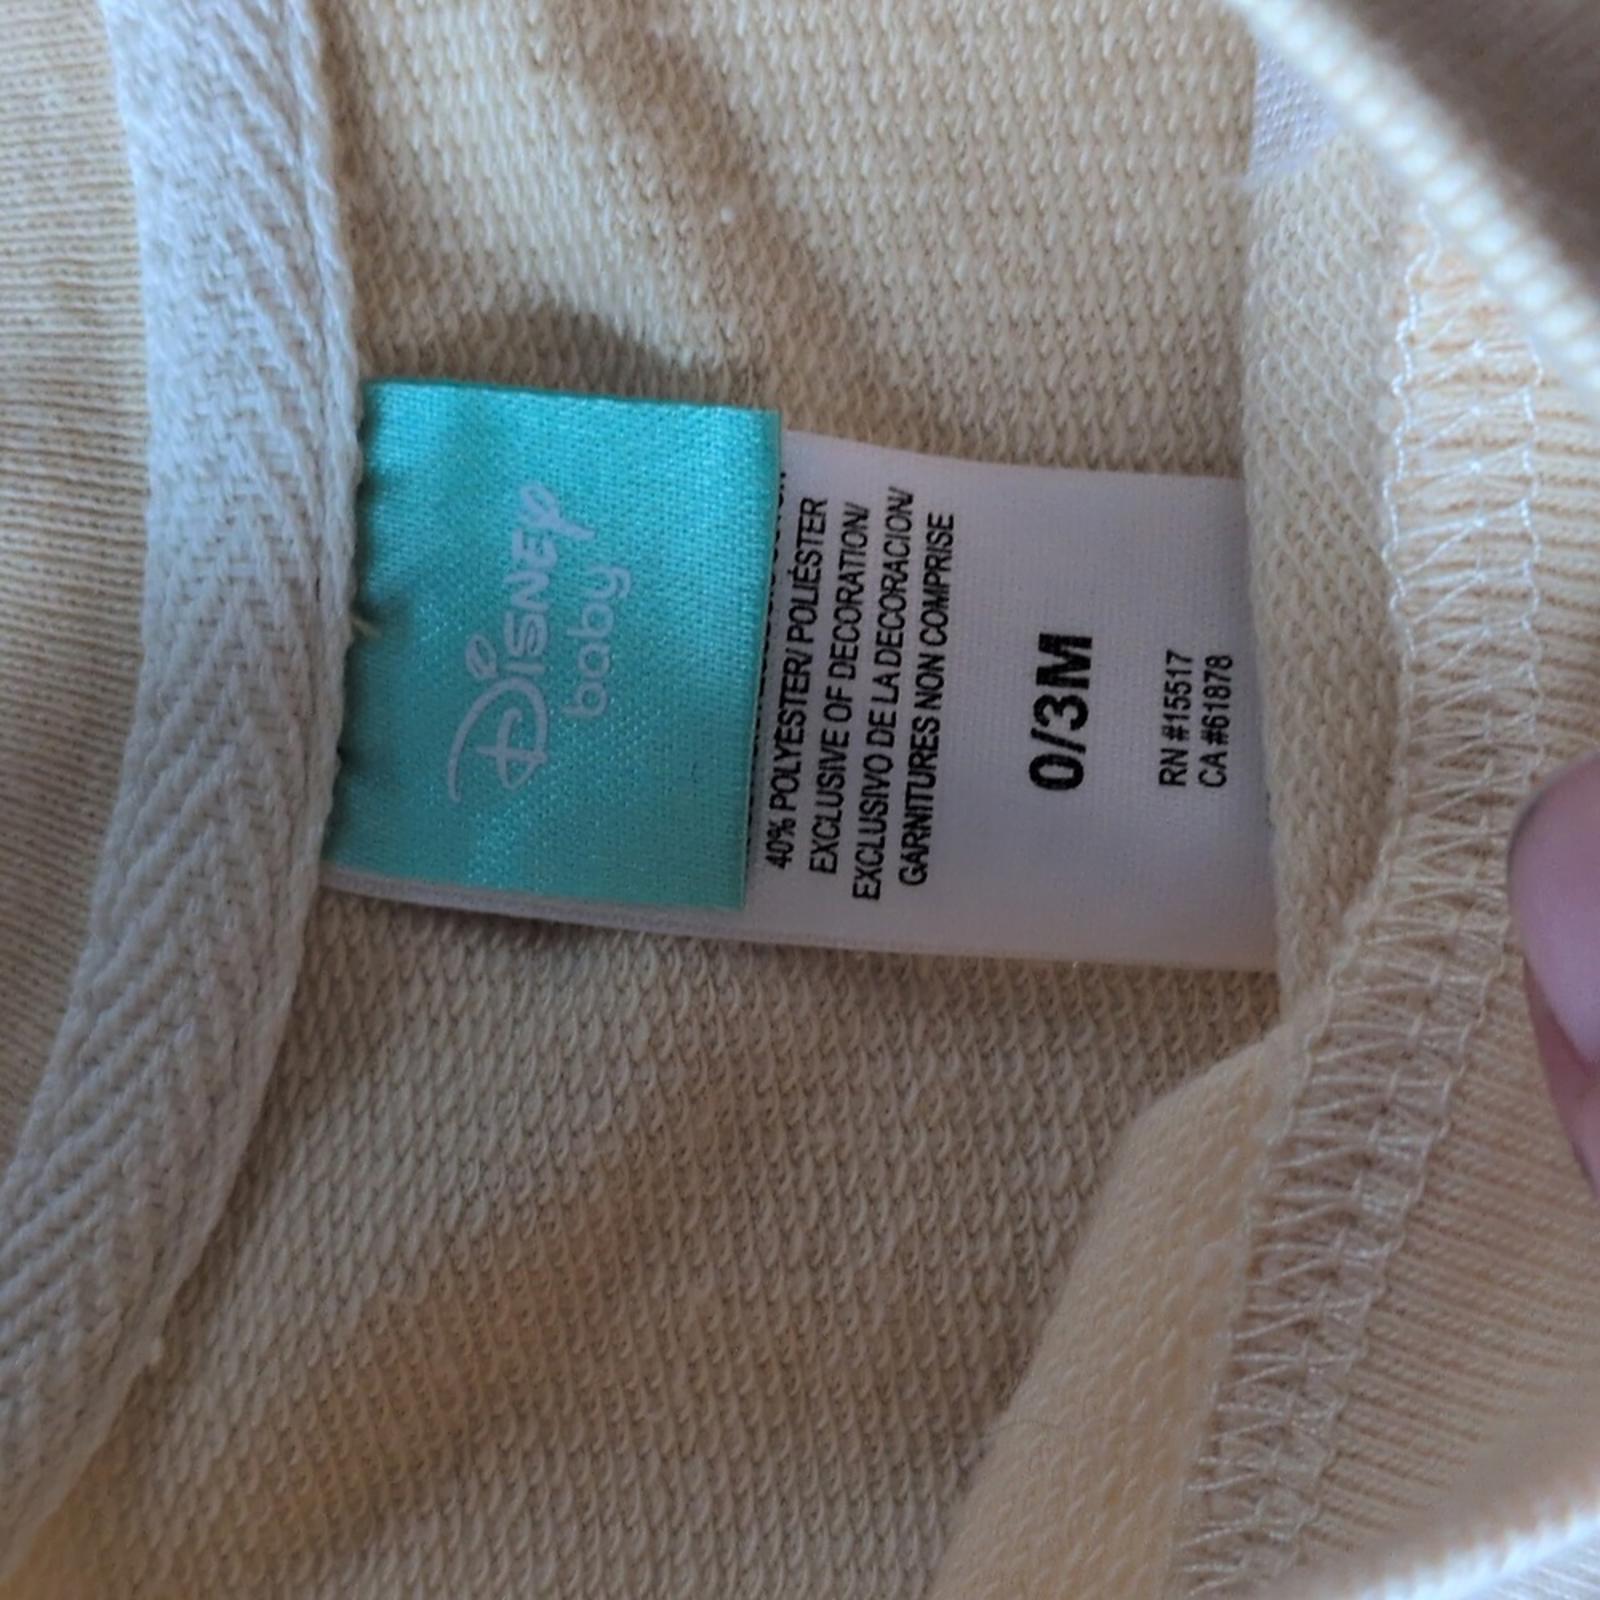 Disney
baby
40% POLYESTER/ POLIÉSTER
EXCLUSIVE OF DECORATION/
EXCLUSIVO DE LA DECORACION/
GARNITURES NON COMPRISE
0/3M
RN #15517
CA #61878